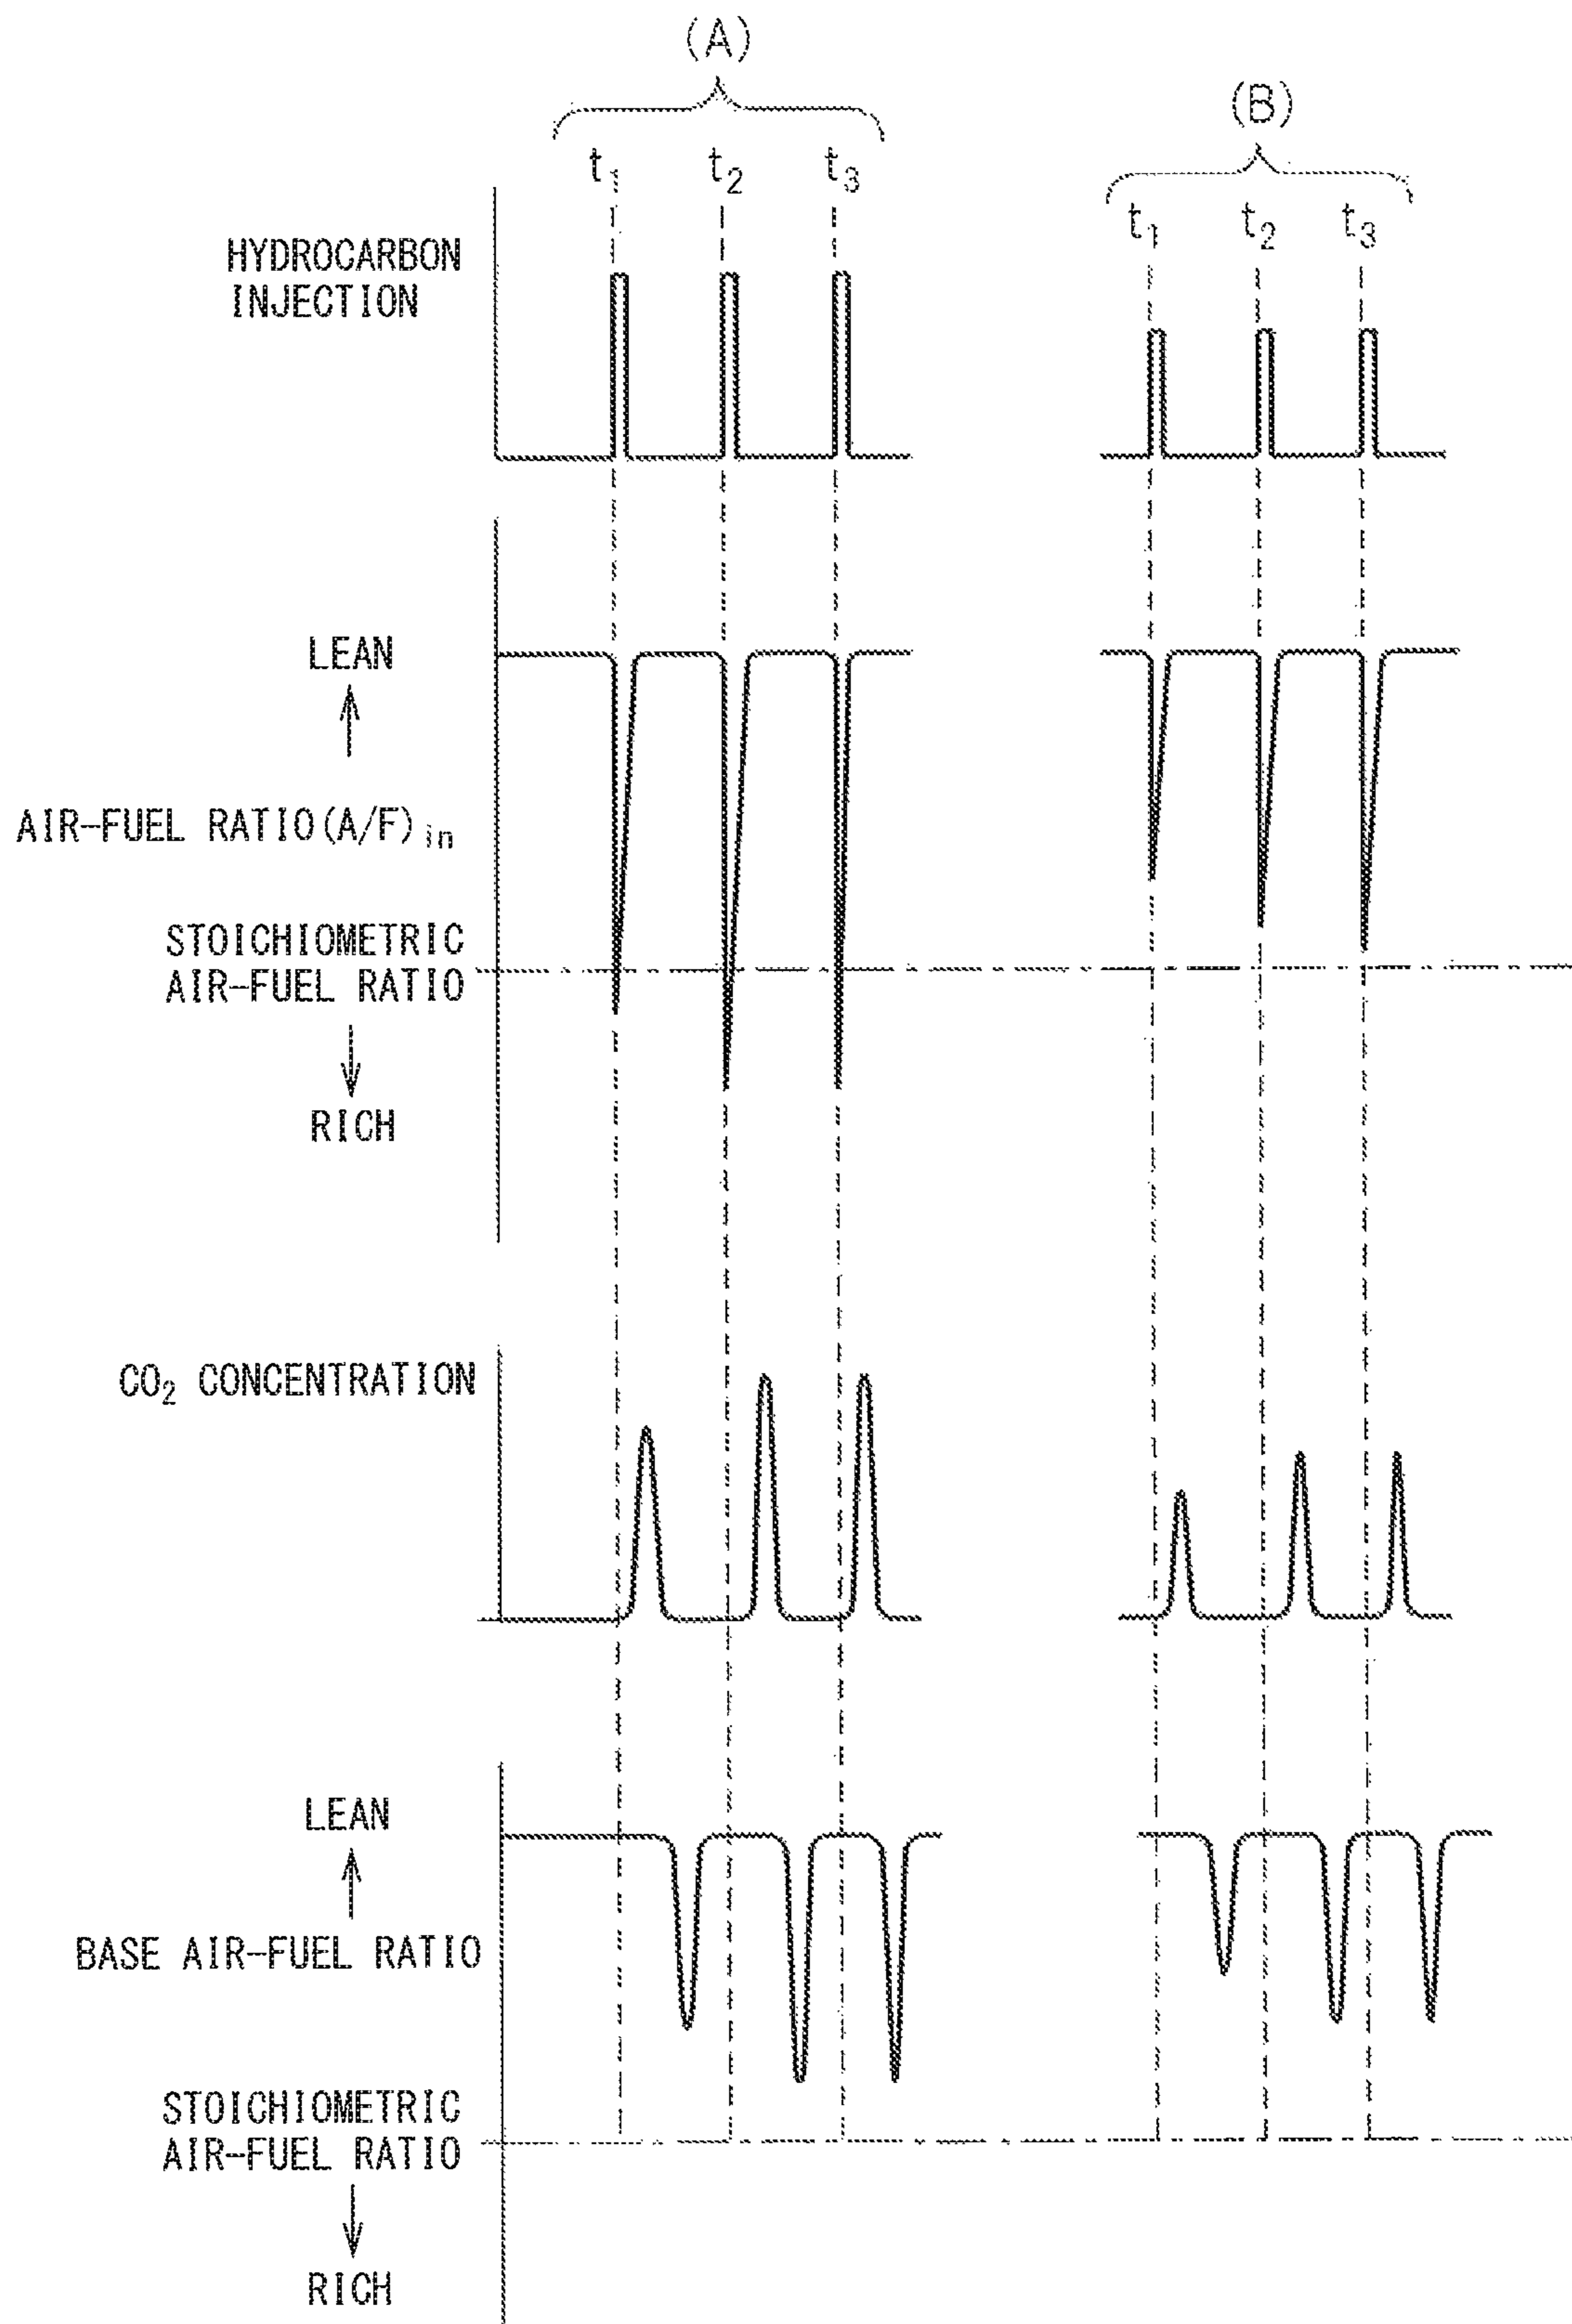 (A)
(B)
t1 t2 t3
t1 t2 t3
HYDROCARBON
INJECTION
LEAN
AIR-FUEL RATIO(A/F)in
STOICHIOMETRIC
AIR-FUEL RATIO
RICH
CO2 CONCENTRATION
LEAN
BASE AIR-FUEL RATIO
STOICHIOMETRIC
AIR-FUEL RATIO
RICH